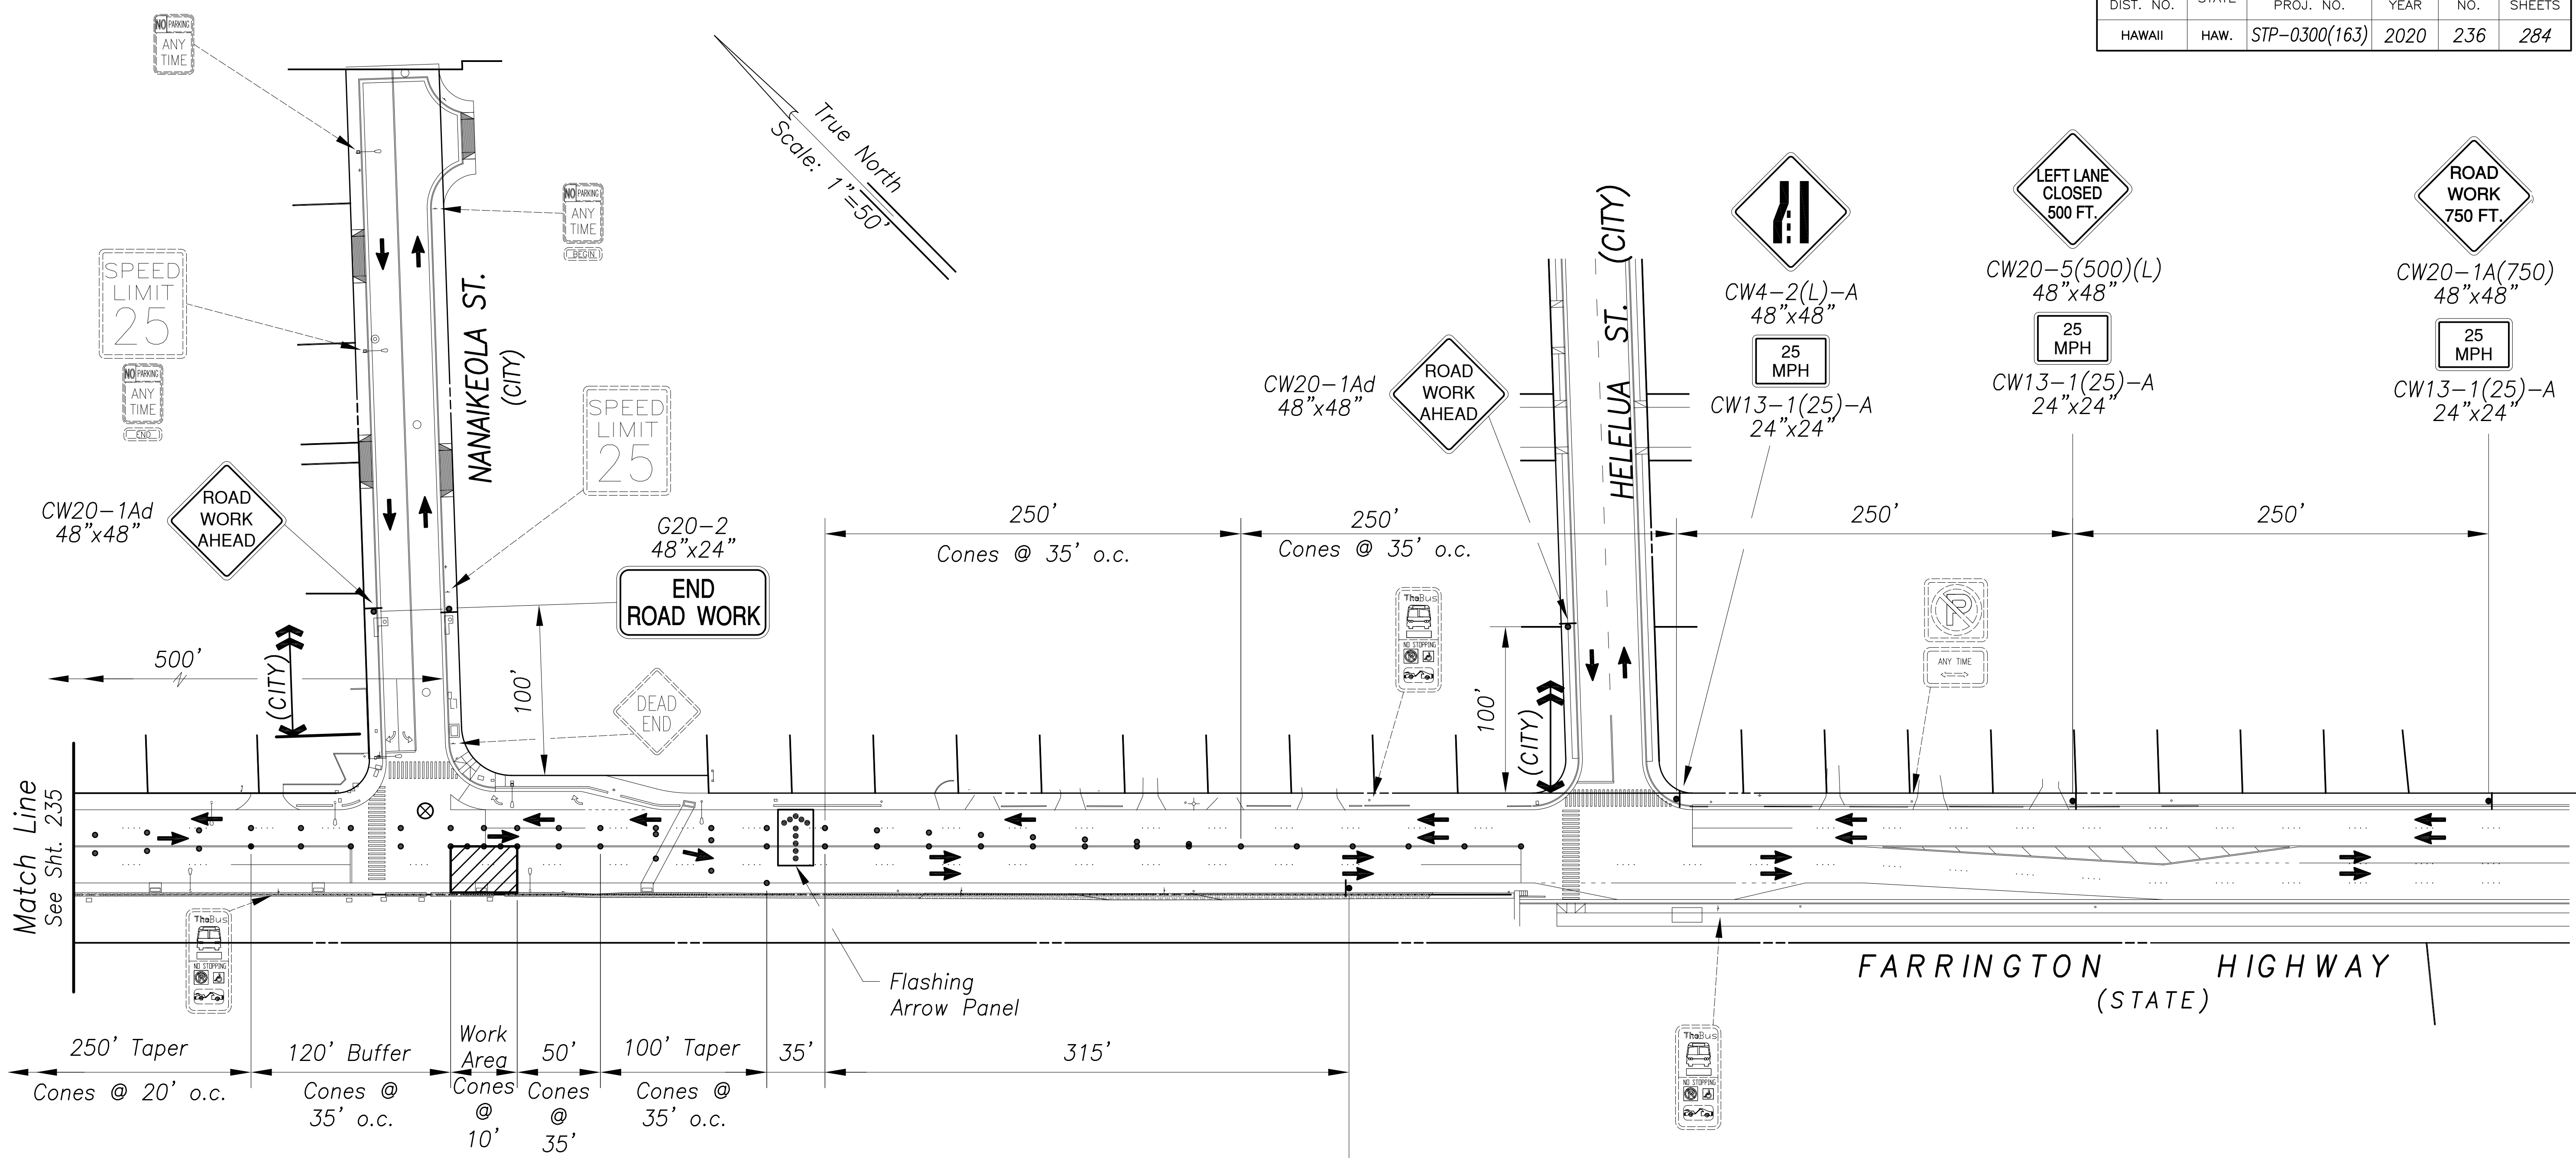 DIST. NO.
STATE
PROJ. NO.
YEAR
NO.
SHEETS
HAWAII
HAW.
STP-0300(163)
2020
236
284
NO PARKING
ANY
TIME
True North
Scale: 1"=50'
NO PARKING
ANY
TIME
BEGIN
SPEED
LIMIT
25
NO PARKING
ANY
TIME
END
NANAIKEOLA ST.
(CITY)
SPEED
LIMIT
25
CW20-1Ad
48"x48"
ROAD
WORK
AHEAD
G20-2
48"x24"
END
ROAD WORK
DEAD
END
500'
(CITY)
100'
250'
Cones @ 35' o.c.
250'
Cones @ 35' o.c.
250'
250'
CW20-1Ad
48"x48"
ROAD
WORK
AHEAD
HELELUA ST. (CITY)
CW4-2(L)-A
48"x48"
25
MPH
CW13-1(25)-A
24"x24"
LEFT LANE
CLOSED
500 FT.
CW20-5(500)(L)
48"x48"
25
MPH
CW13-1(25)-A
24"x24"
ROAD
WORK
750 FT.
CW20-1A(750)
48"x48"
25
MPH
CW13-1(25)-A
24"x24"
TheBus
NO STOPPING
100'
(CITY)
P
ANY TIME
Match Line
See Sht. 235
TheBus
NO STOPPING
Flashing
Arrow Panel
FARRINGTON HIGHWAY
(STATE)
TheBus
NO STOPPING
250' Taper
Cones @ 20' o.c.
120' Buffer
Cones @
35' o.c.
Work
Area
Cones
@
10'
50'
Cones
@
35'
100' Taper
Cones @
35' o.c.
35'
315'